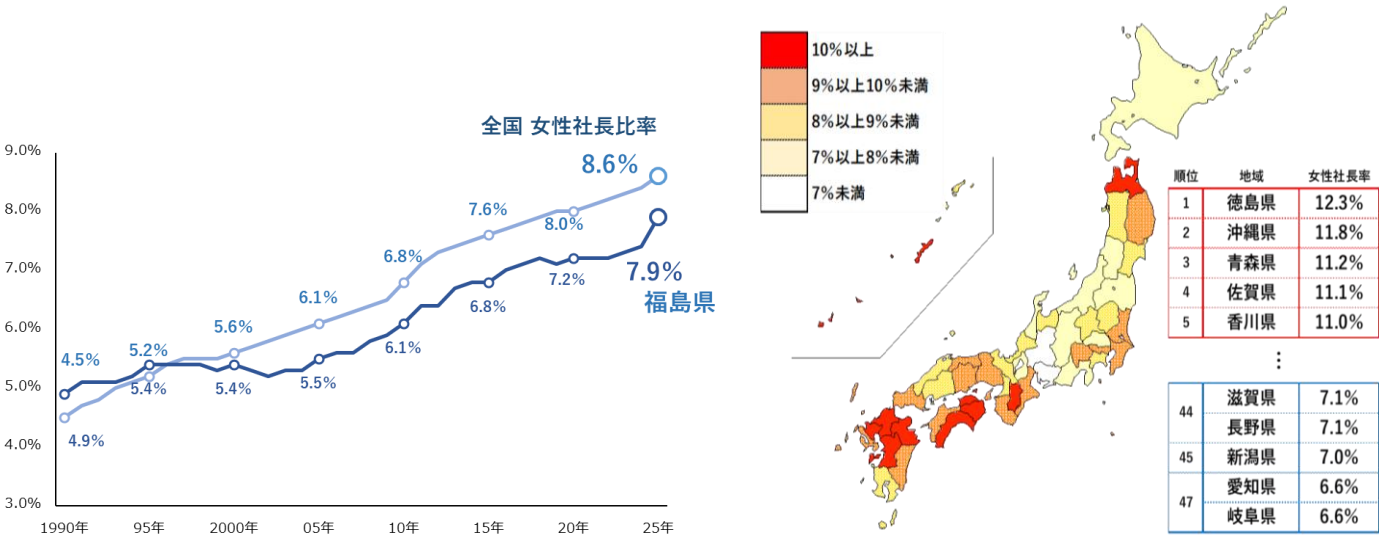 全国 女性社長比率
9.0%
8.0%
7.0%
6.0%
5.0%
4.0%
3.0%
4.5%
5.2%
5.6%
6.1%
6.8%
7.6%
8.0%
8.6%
4.9%
5.4%
5.4%
5.5%
6.1%
6.8%
7.2%
7.9%
福島県
1990年 95年 2000年 05年 10年 15年 20年 25年
10%以上
9%以上10%未満
8%以上9%未満
7%以上8%未満
7%未満
順位 地域 女性社長率
1 徳島県 12.3%
2 沖縄県 11.8%
3 青森県 11.2%
4 佐賀県 11.1%
5 香川県 11.0%
⋮
44 滋賀県 7.1%
長野県 7.1%
45 新潟県 7.0%
47 愛知県 6.6%
岐阜県 6.6%